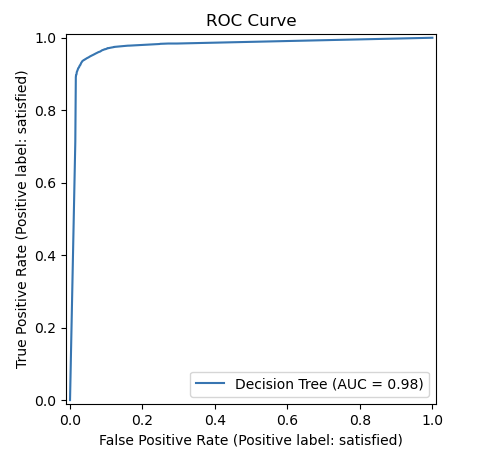 ROC Curve
True Positive Rate (Positive label: satisfied)
1.0
0.8
0.6
0.4
0.2
0.0
Decision Tree (AUC = 0.98)
0.0 0.2 0.4 0.6 0.8 1.0
False Positive Rate (Positive label: satisfied)